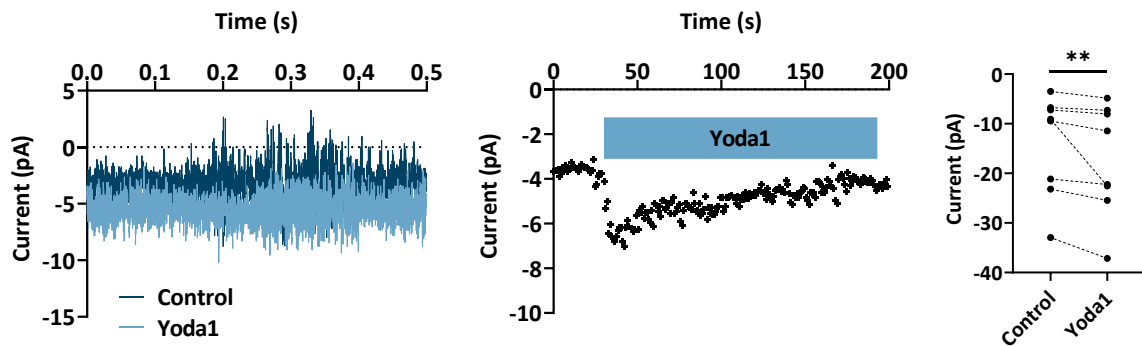 Time (s)
0.0 0.1 0.2 0.3 0.4 0.5
5
0
-5
-10
-15
Current (pA)
Control
Yoda1
Time (s)
0 50 100 150 200
-2
-4
-6
-8
-10
Current (pA)
Yoda1
**
0
-10
-20
-30
-40
Current (pA)
Control
Yoda1